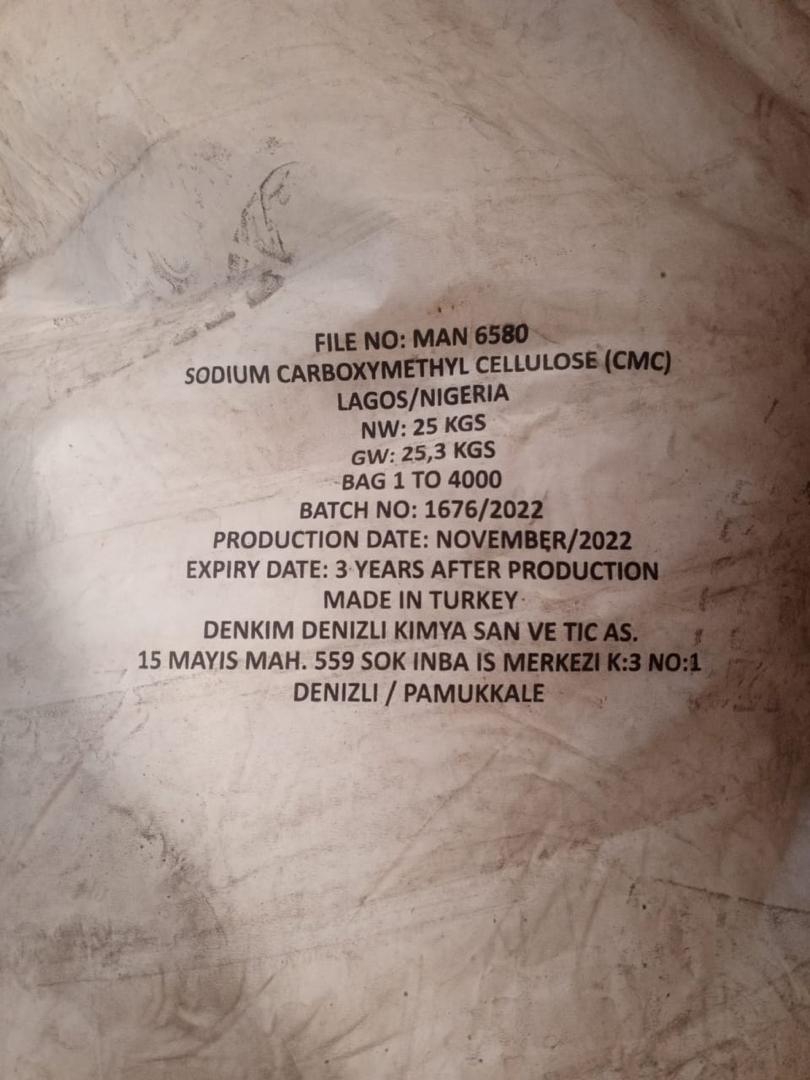 FILE NO: MAN 6580
SODIUM CARBOXYMETHYL CELLULOSE (CMC)
LAGOS/NIGERIA
NW: 25 KGS
GW: 25,3 KGS
BAG 1 TO 4000
BATCH NO: 1676/2022
PRODUCTION DATE: NOVEMBER/2022
EXPIRY DATE: 3 YEARS AFTER PRODUCTION
MADE IN TURKEY
DENKIM DENIZLI KIMYA SAN VE TIC AS.
15 MAYIS MAH. 559 SOK INBA IS MERKEZI K:3 NO:1
DENIZLI / PAMUKKALE